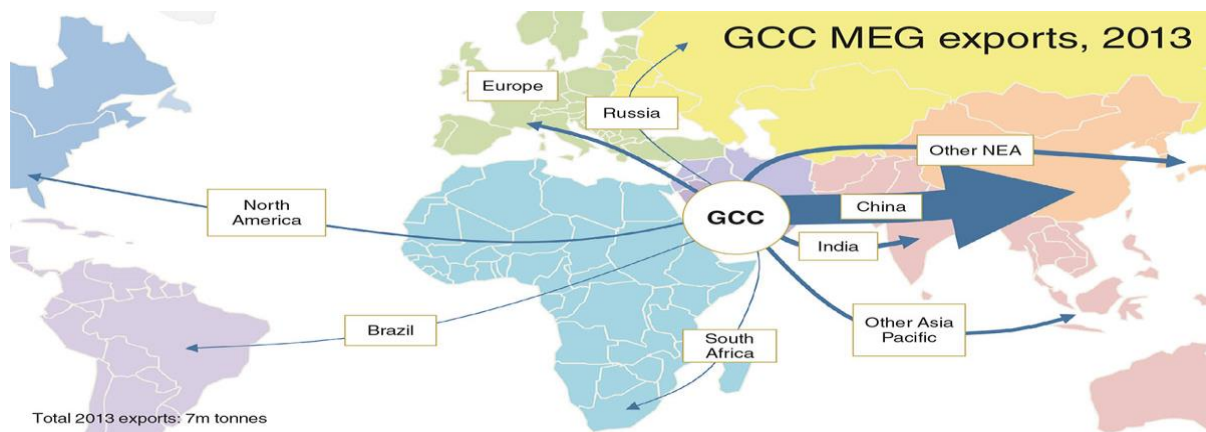 GCC MEG exports, 2013
Europe
Russia
Other NEA
North
America
GCC
China
India
Brazil
South
Africa
Other Asia
Pacific
Total 2013 exports: 7m tonnes